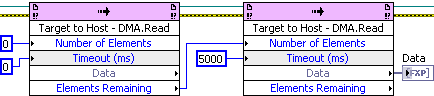 Target to Host - DMA.Read
0 Number of Elements
0 Timeout (ms)
Data
Elements Remaining
Target to Host - DMA.Read
Number of Elements
5000 Timeout (ms)
Data
Elements Remaining
Data
[FXP]